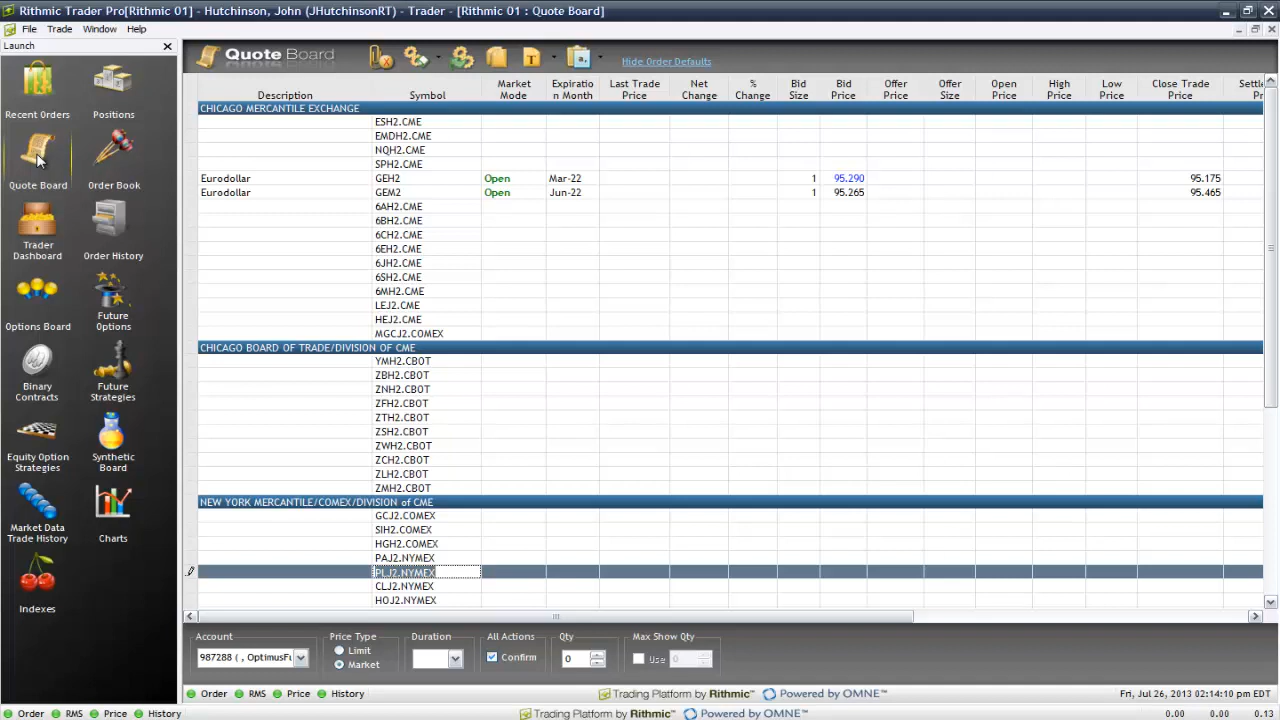 Rithmic Trader Pro[Rithmic 01] - Hutchinson, John (JHutchinsonRT) - Trader - [Rithmic 01 : Quote Board]
File Trade Window Help
Launch
Recent Orders
Positions
Quote Board
Order Book
Trader Dashboard
Order History
Options Board
Future Options
Binary Contracts
Future Strategies
Equity Option Strategies
Synthetic Board
Market Data Trade History
Charts
Indexes
Quote Board
Hide Order Defaults
Description Symbol Market Mode Expiratio n Month Last Trade Price Net Change % Change Bid Size Bid Price Offer Price Offer Size Open Price High Price Low Price Close Trade Price
CHICAGO MERCANTILE EXCHANGE
ESH2.CME
EMDH2.CME
NQH2.CME
SPH2.CME
Eurodollar GEH2 Open Mar-22 1 95.290 95.175
Eurodollar GEM2 Open Jun-22 1 95.265 95.465
6AH2.CME
6BH2.CME
6CH2.CME
6EH2.CME
6JH2.CME
6SH2.CME
6MH2.CME
LEJ2.CME
HEJ2.CME
MGCJ2.COMEX
CHICAGO BOARD OF TRADE/DIVISION OF CME
YMH2.CBOT
ZBH2.CBOT
ZNH2.CBOT
ZFH2.CBOT
ZTH2.CBOT
ZSH2.CBOT
ZWH2.CBOT
ZCH2.CBOT
ZLH2.CBOT
ZMH2.CBOT
NEW YORK MERCANTILE/COMEX/DIVISION of CME
GCJ2.COMEX
SIH2.COMEX
HGH2.COMEX
PAJ2.NYMEX
PLJ2.NYMEX
CLJ2.NYMEX
HOJ2.NYMEX
Account Price Type Duration All Actions Qty Max Show Qty
Limit
987288 ( , OptimusFu Market Confirm 0 Use 0
Order RMS Price History Trading Platform by Rithmic™ Powered by OMNE™ Fri, Jul 26, 2013 02:14:10 pm EDT
Order RMS Price History Trading Platform by Rithmic™ Powered by OMNE™ 0.00 0.00 0.13